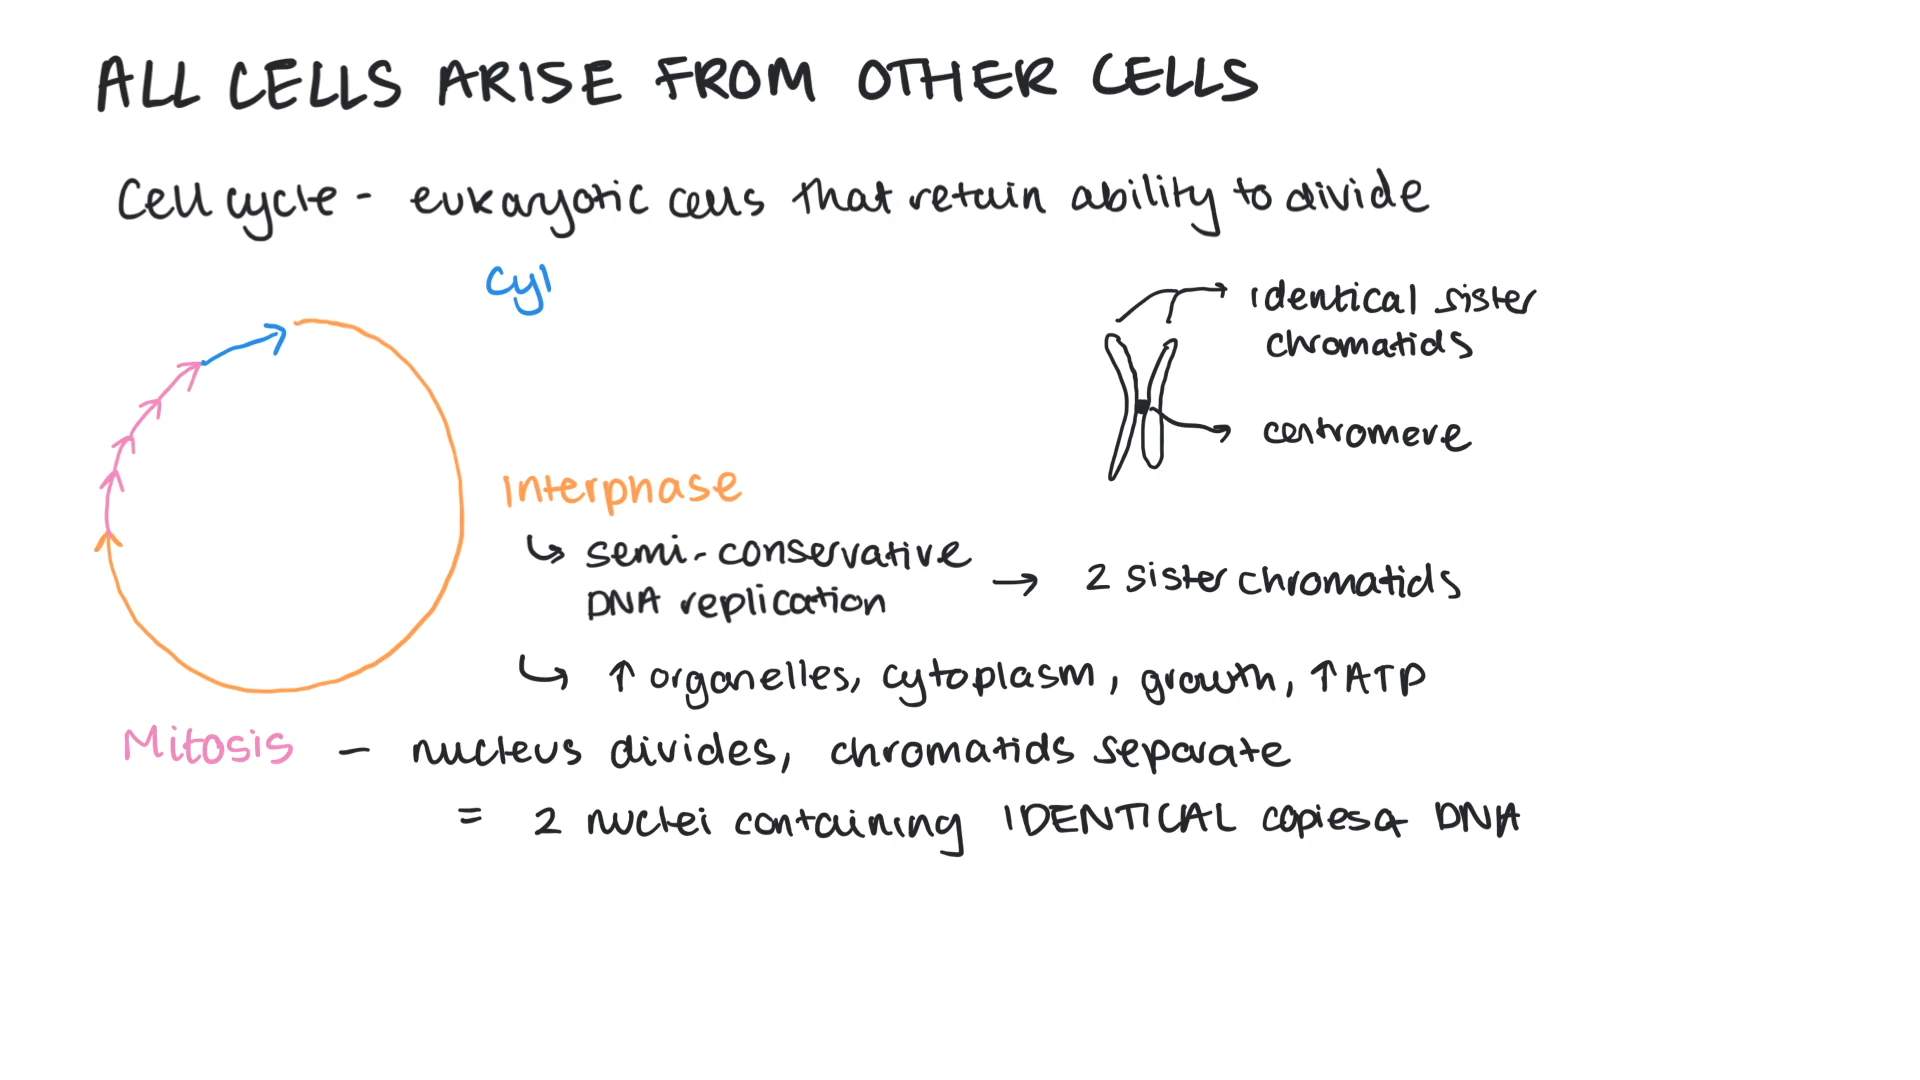 ALL CELLS ARISE FROM OTHER CELLS
Cell cycle - eukaryotic cells that retain ability to divide
Cyt
identical sister
chromatids
centromere
Interphase
↳ semi-conservative
DNA replication → 2 sister chromatids
↳ ↑ organelles, cytoplasm, growth, ↑ATP
Mitosis - nucleus divides, chromatids separate
= 2 nuclei containing IDENTICAL copies of DNA